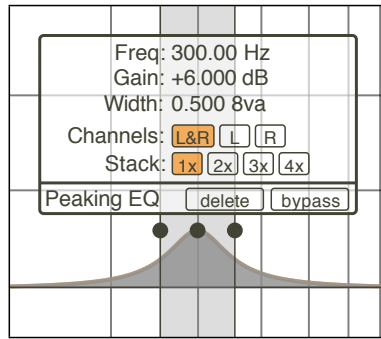 Freq: 300.00 Hz
Gain: +6.000 dB
Width: 0.500 8va
Channels: L&R L R
Stack: 1x 2x 3x 4x
Peaking EQ delete bypass